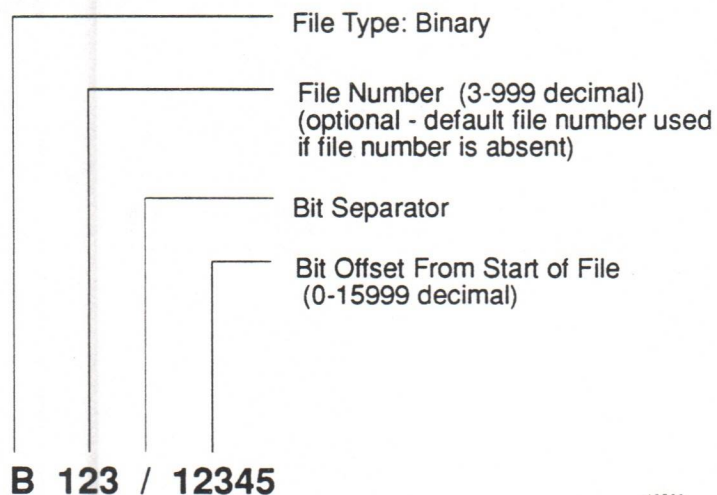 File Type: Binary
File Number (3-999 decimal)
(optional - default file number used
if file number is absent)
Bit Separator
Bit Offset From Start of File
(0-15999 decimal)
B 123 / 12345